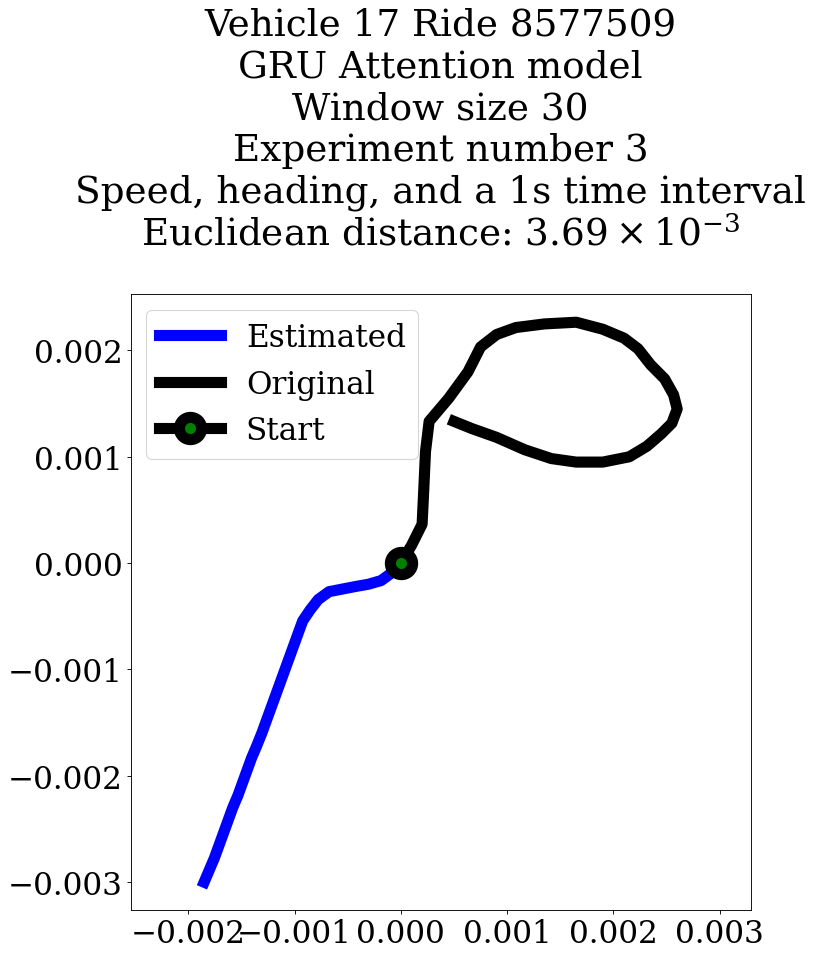 Vehicle 17 Ride 8577509
GRU Attention model
Window size 30
Experiment number 3
Speed, heading, and a 1s time interval
Euclidean distance: 3.69 × 10⁻³
Estimated
Original
Start
0.002
0.001
0.000
−0.001
−0.002
−0.003
−0.002 −0.001 0.000 0.001 0.002 0.003